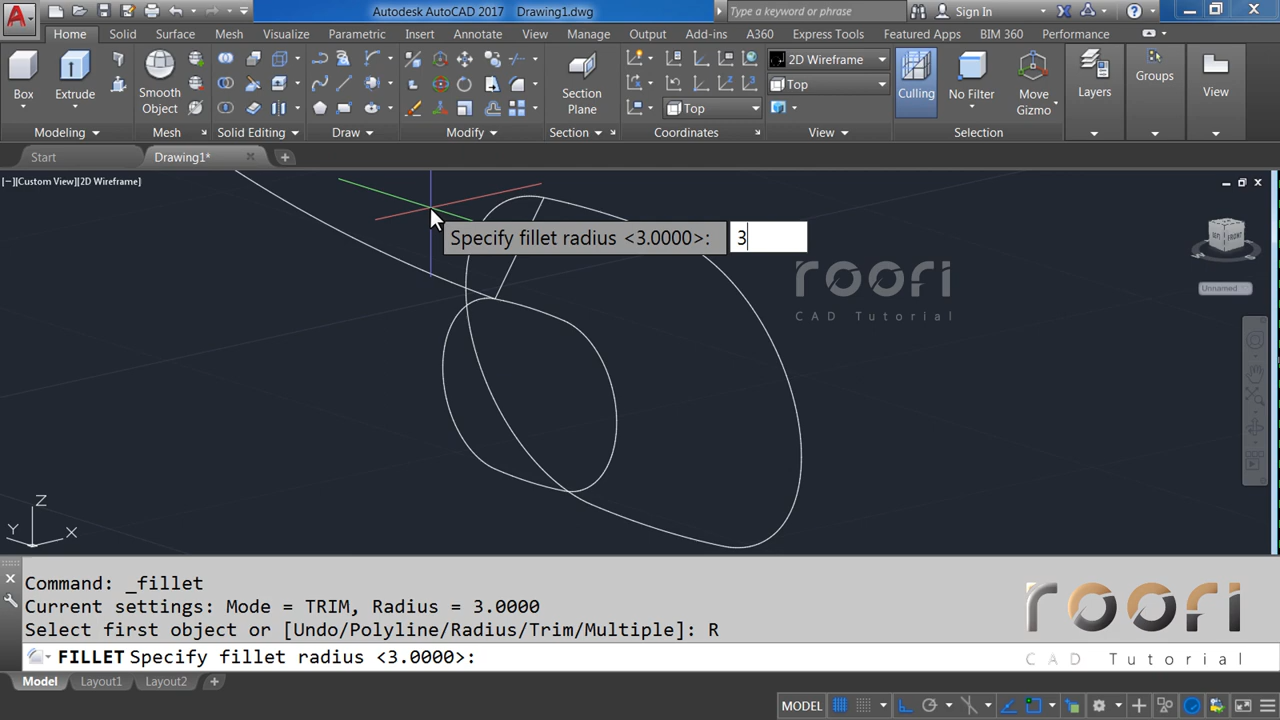 Autodesk AutoCAD 2017 Drawing1.dwg
Type a keyword or phrase
Sign In
Home Solid Surface Mesh Visualize Parametric Insert Annotate View Manage Output Add-ins A360 Express Tools Featured Apps BIM 360 Performance
Box
Extrude
Smooth
Object
Section
Plane
Top
2D Wireframe
Top
Culling
No Filter
Move
Gizmo
Layers
Groups
View
Modeling Mesh Solid Editing Draw Modify Section Coordinates View Selection
Start Drawing1*
[−][Custom View][2D Wireframe]
Specify fillet radius <3.0000>: 3
roofi
CAD Tutorial
Unnamed
Z
Y
X
Command: _fillet
Current settings: Mode = TRIM, Radius = 3.0000
Select first object or [Undo/Polyline/Radius/Trim/Multiple]: R
FILLET Specify fillet radius <3.0000>:
roofi
CAD Tutorial
Model Layout1 Layout2
MODEL